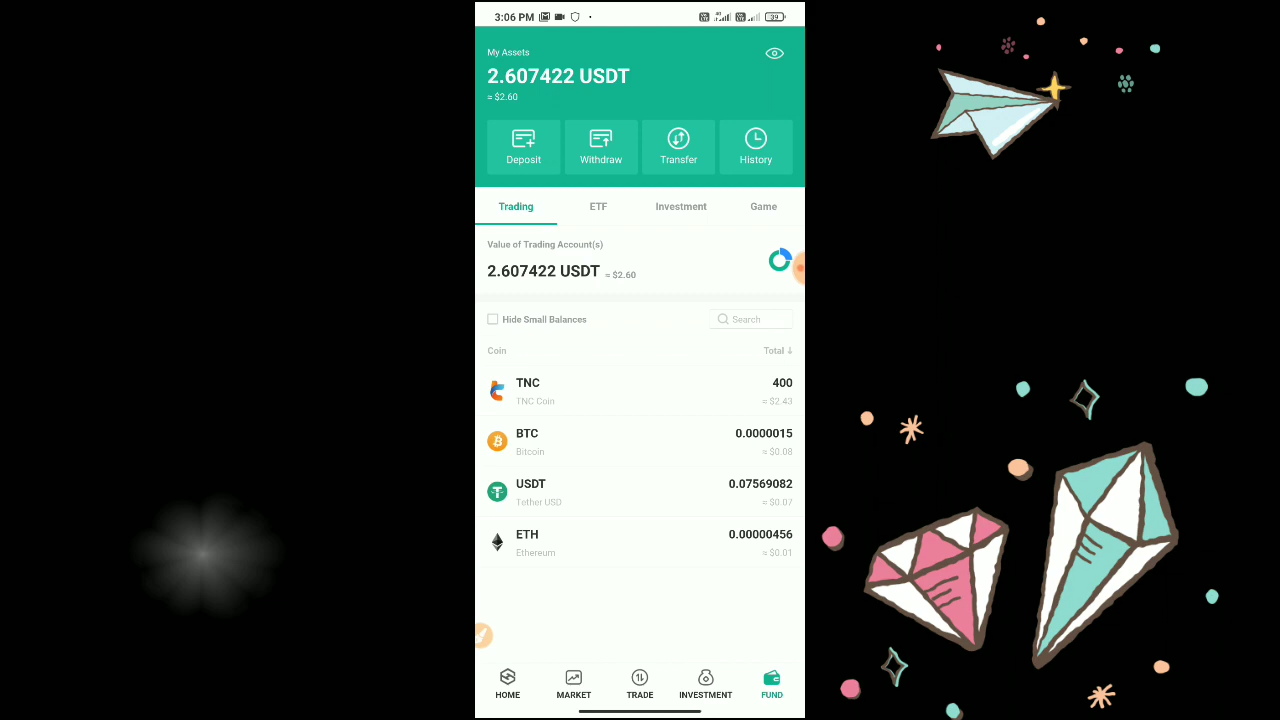 3:06 PM
39
My Assets
2.607422 USDT
≈ $2.60
Deposit Withdraw Transfer History
Trading ETF Investment Game
Value of Trading Account(s)
2.607422 USDT ≈ $2.60
Hide Small Balances Search
Coin Total ↓
TNC 400
TNC Coin ≈ $2.43
BTC 0.0000015
Bitcoin ≈ $0.08
USDT 0.07569082
Tether USD ≈ $0.07
ETH 0.00000456
Ethereum ≈ $0.01
HOME MARKET TRADE INVESTMENT FUND